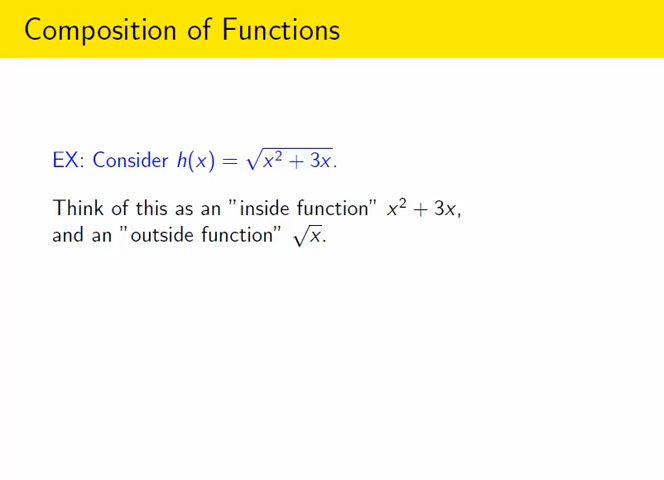 Composition of Functions
EX: Consider h(x) = √x² + 3x.
Think of this as an ”inside function” x² + 3x,
and an ”outside function” √x.